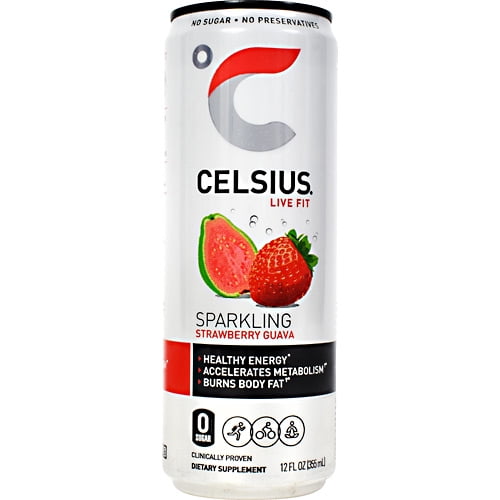 NO SUGAR • NO PRESERVATIVES
CELSIUS®
LIVE FIT
SPARKLING
STRAWBERRY GUAVA
HEALTHY ENERGY*
ACCELERATES METABOLISM*^
BURNS BODY FAT*^
0
SUGAR
CLINICALLY PROVEN
DIETARY SUPPLEMENT
12 FL OZ (355 mL)